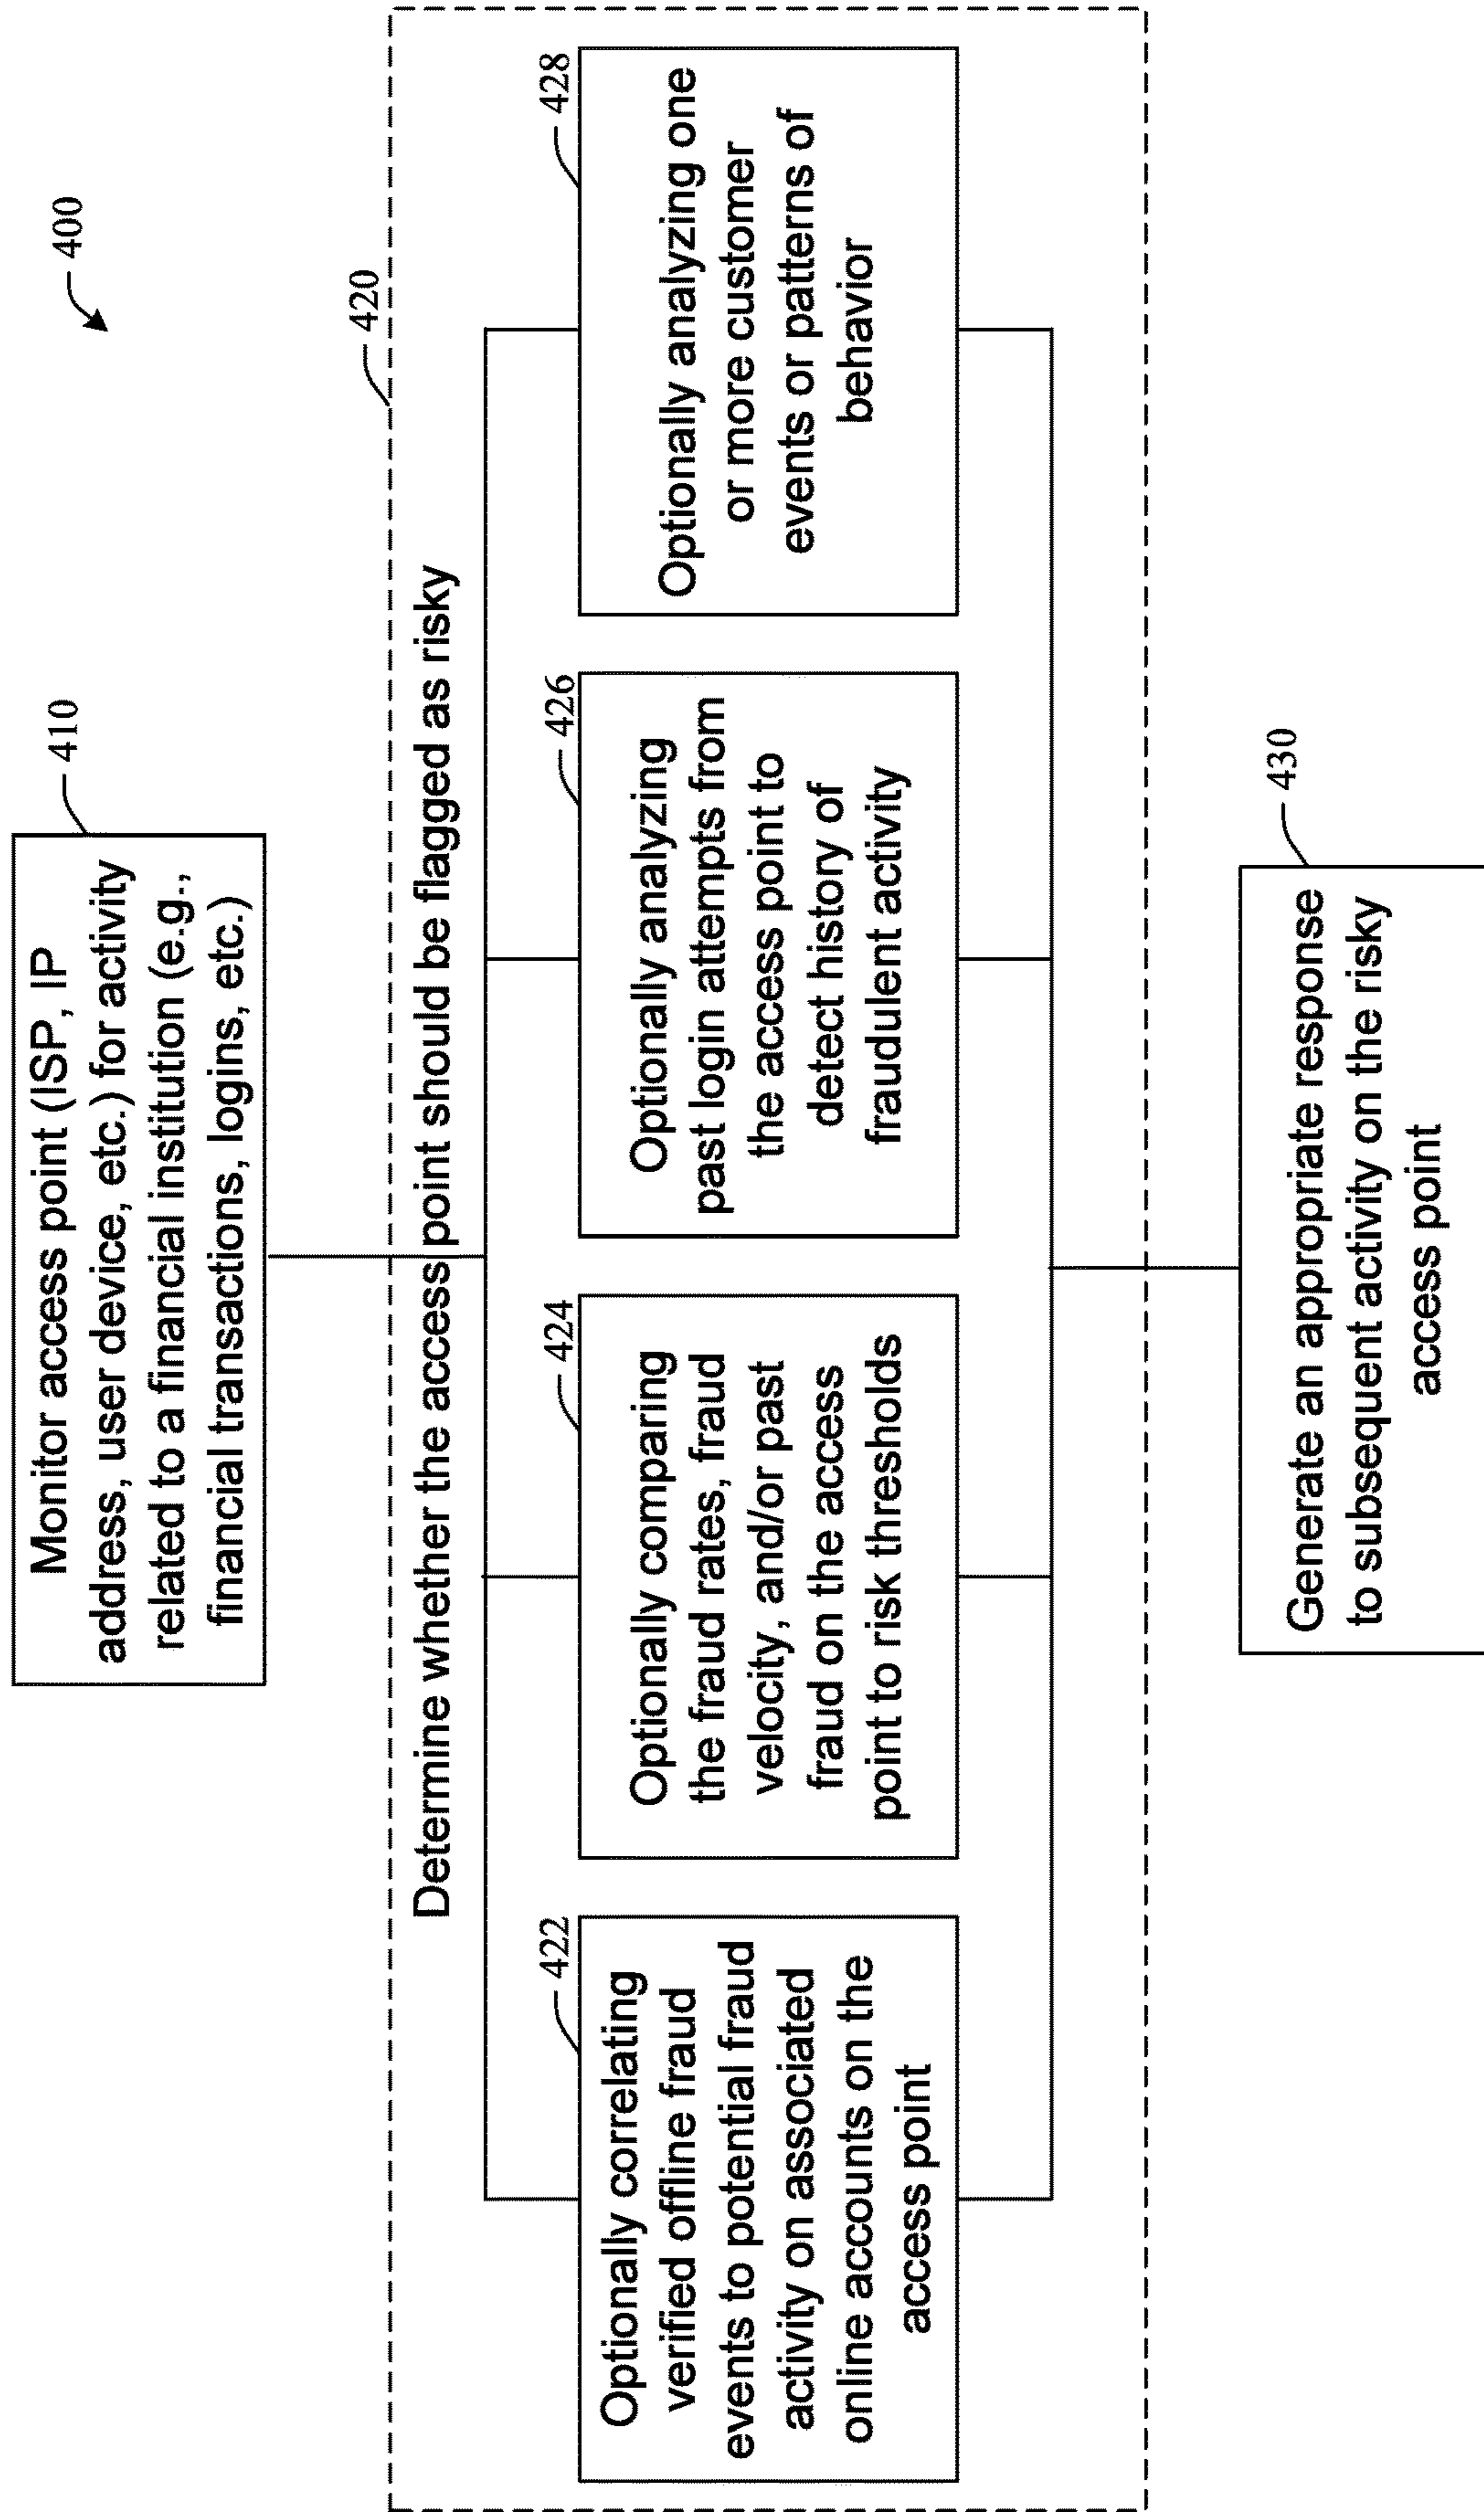 400
410
Monitor access point (ISP, IP
address, user device, etc.) for activity
related to a financial institution (e.g.,
financial transactions, logins, etc.)
420
Determine whether the access point should be flagged as risky
422
Optionally correlating
verified offline fraud
events to potential fraud
activity on associated
online accounts on the
access point
424
Optionally comparing
the fraud rates, fraud
velocity, and/or past
fraud on the access
point to risk thresholds
426
Optionally analyzing
past login attempts from
the access point to
detect history of
fraudulent activity
428
Optionally analyzing one
or more customer
events or patterns of
behavior
430
Generate an appropriate response
to subsequent activity on the risky
access point